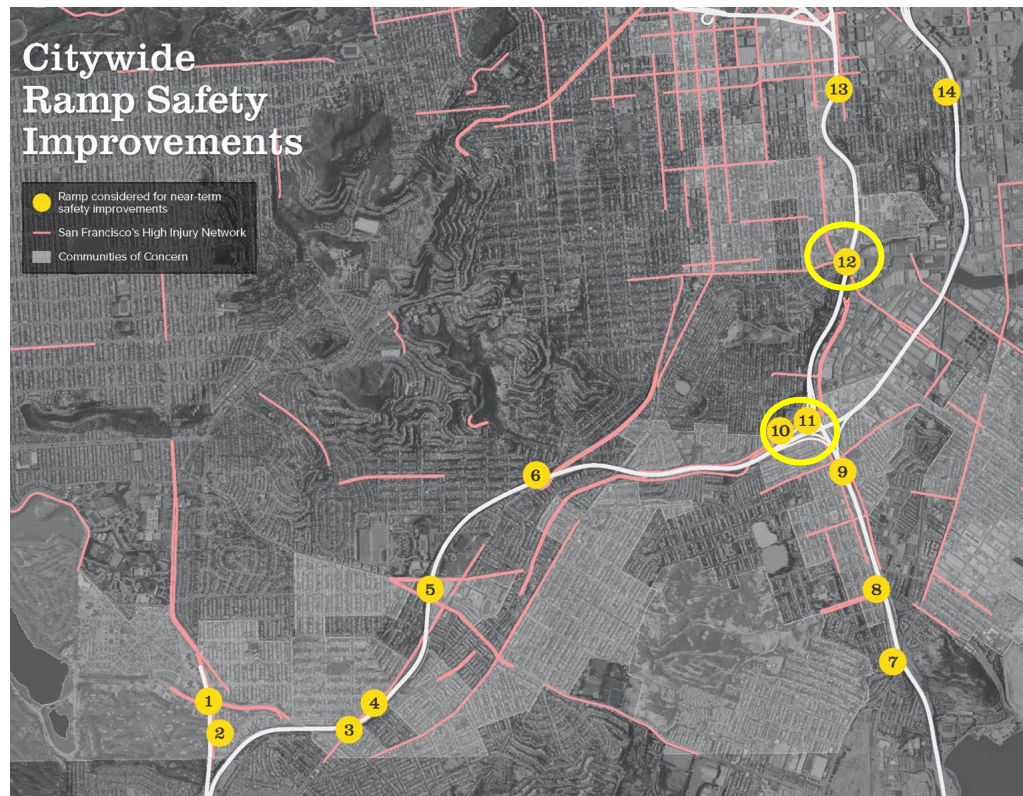 Citywide
Ramp Safety
Improvements
Ramp considered for near-term
safety improvements
San Francisco's High Injury Network
Communities of Concern
13
14
12
11
10
9
6
5
8
7
1
4
2
3